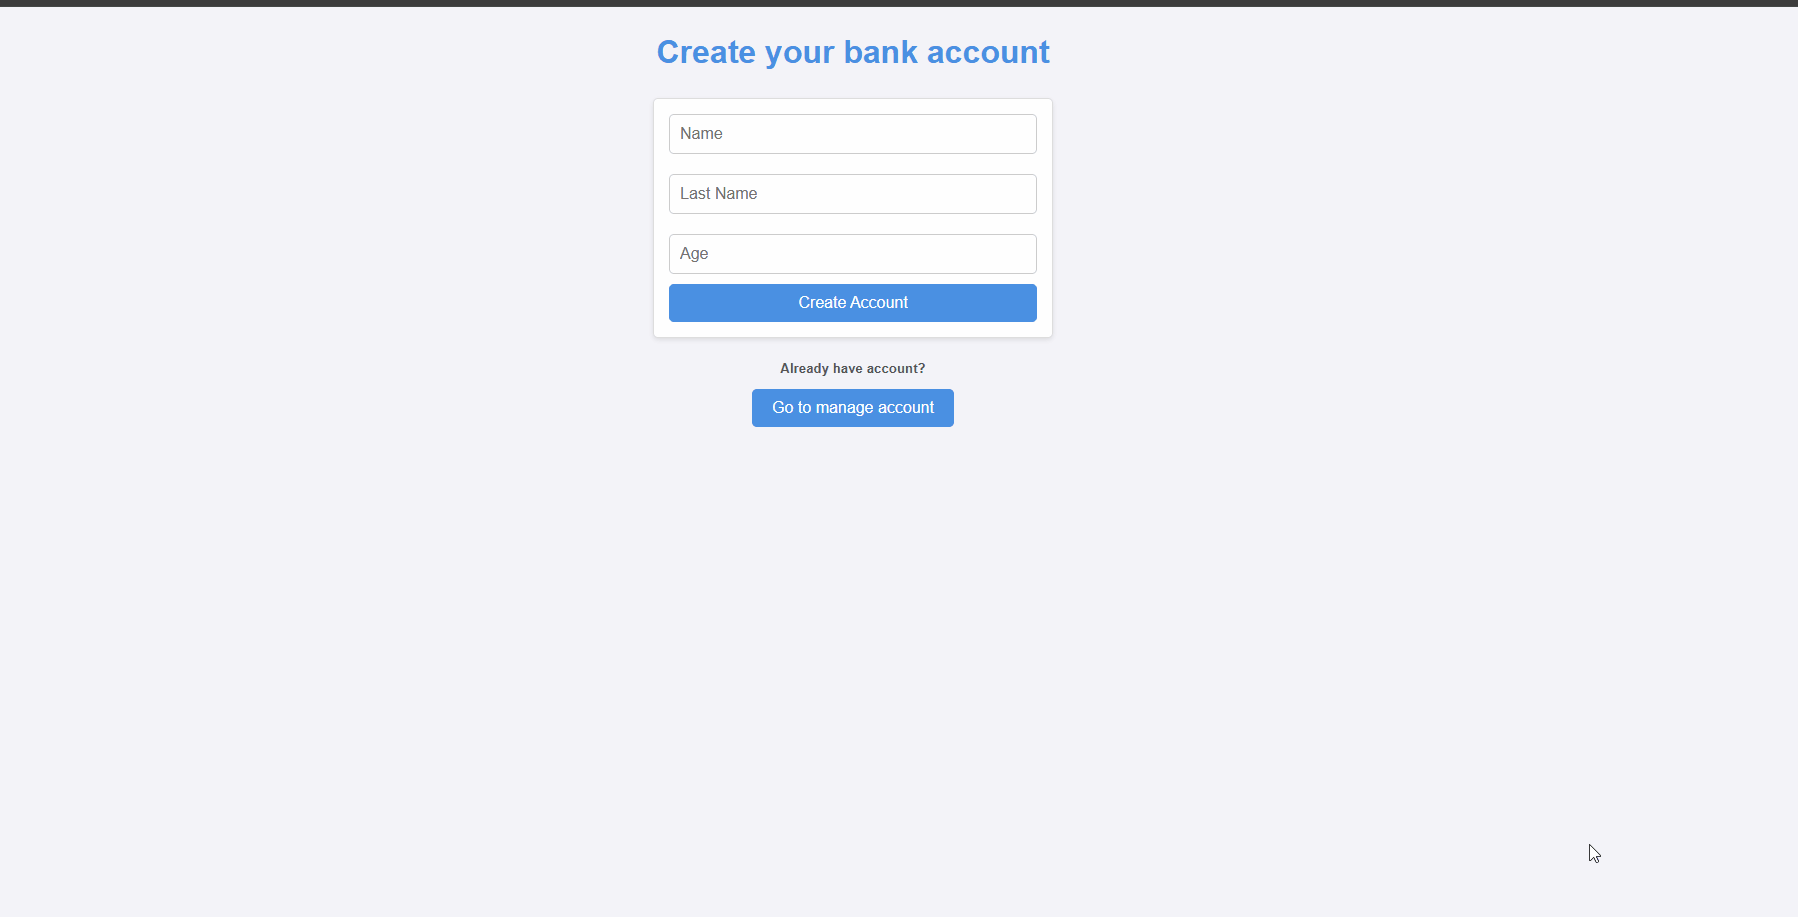 Create your bank account
Name
Last Name
Age
Create Account
Already have account?
Go to manage account